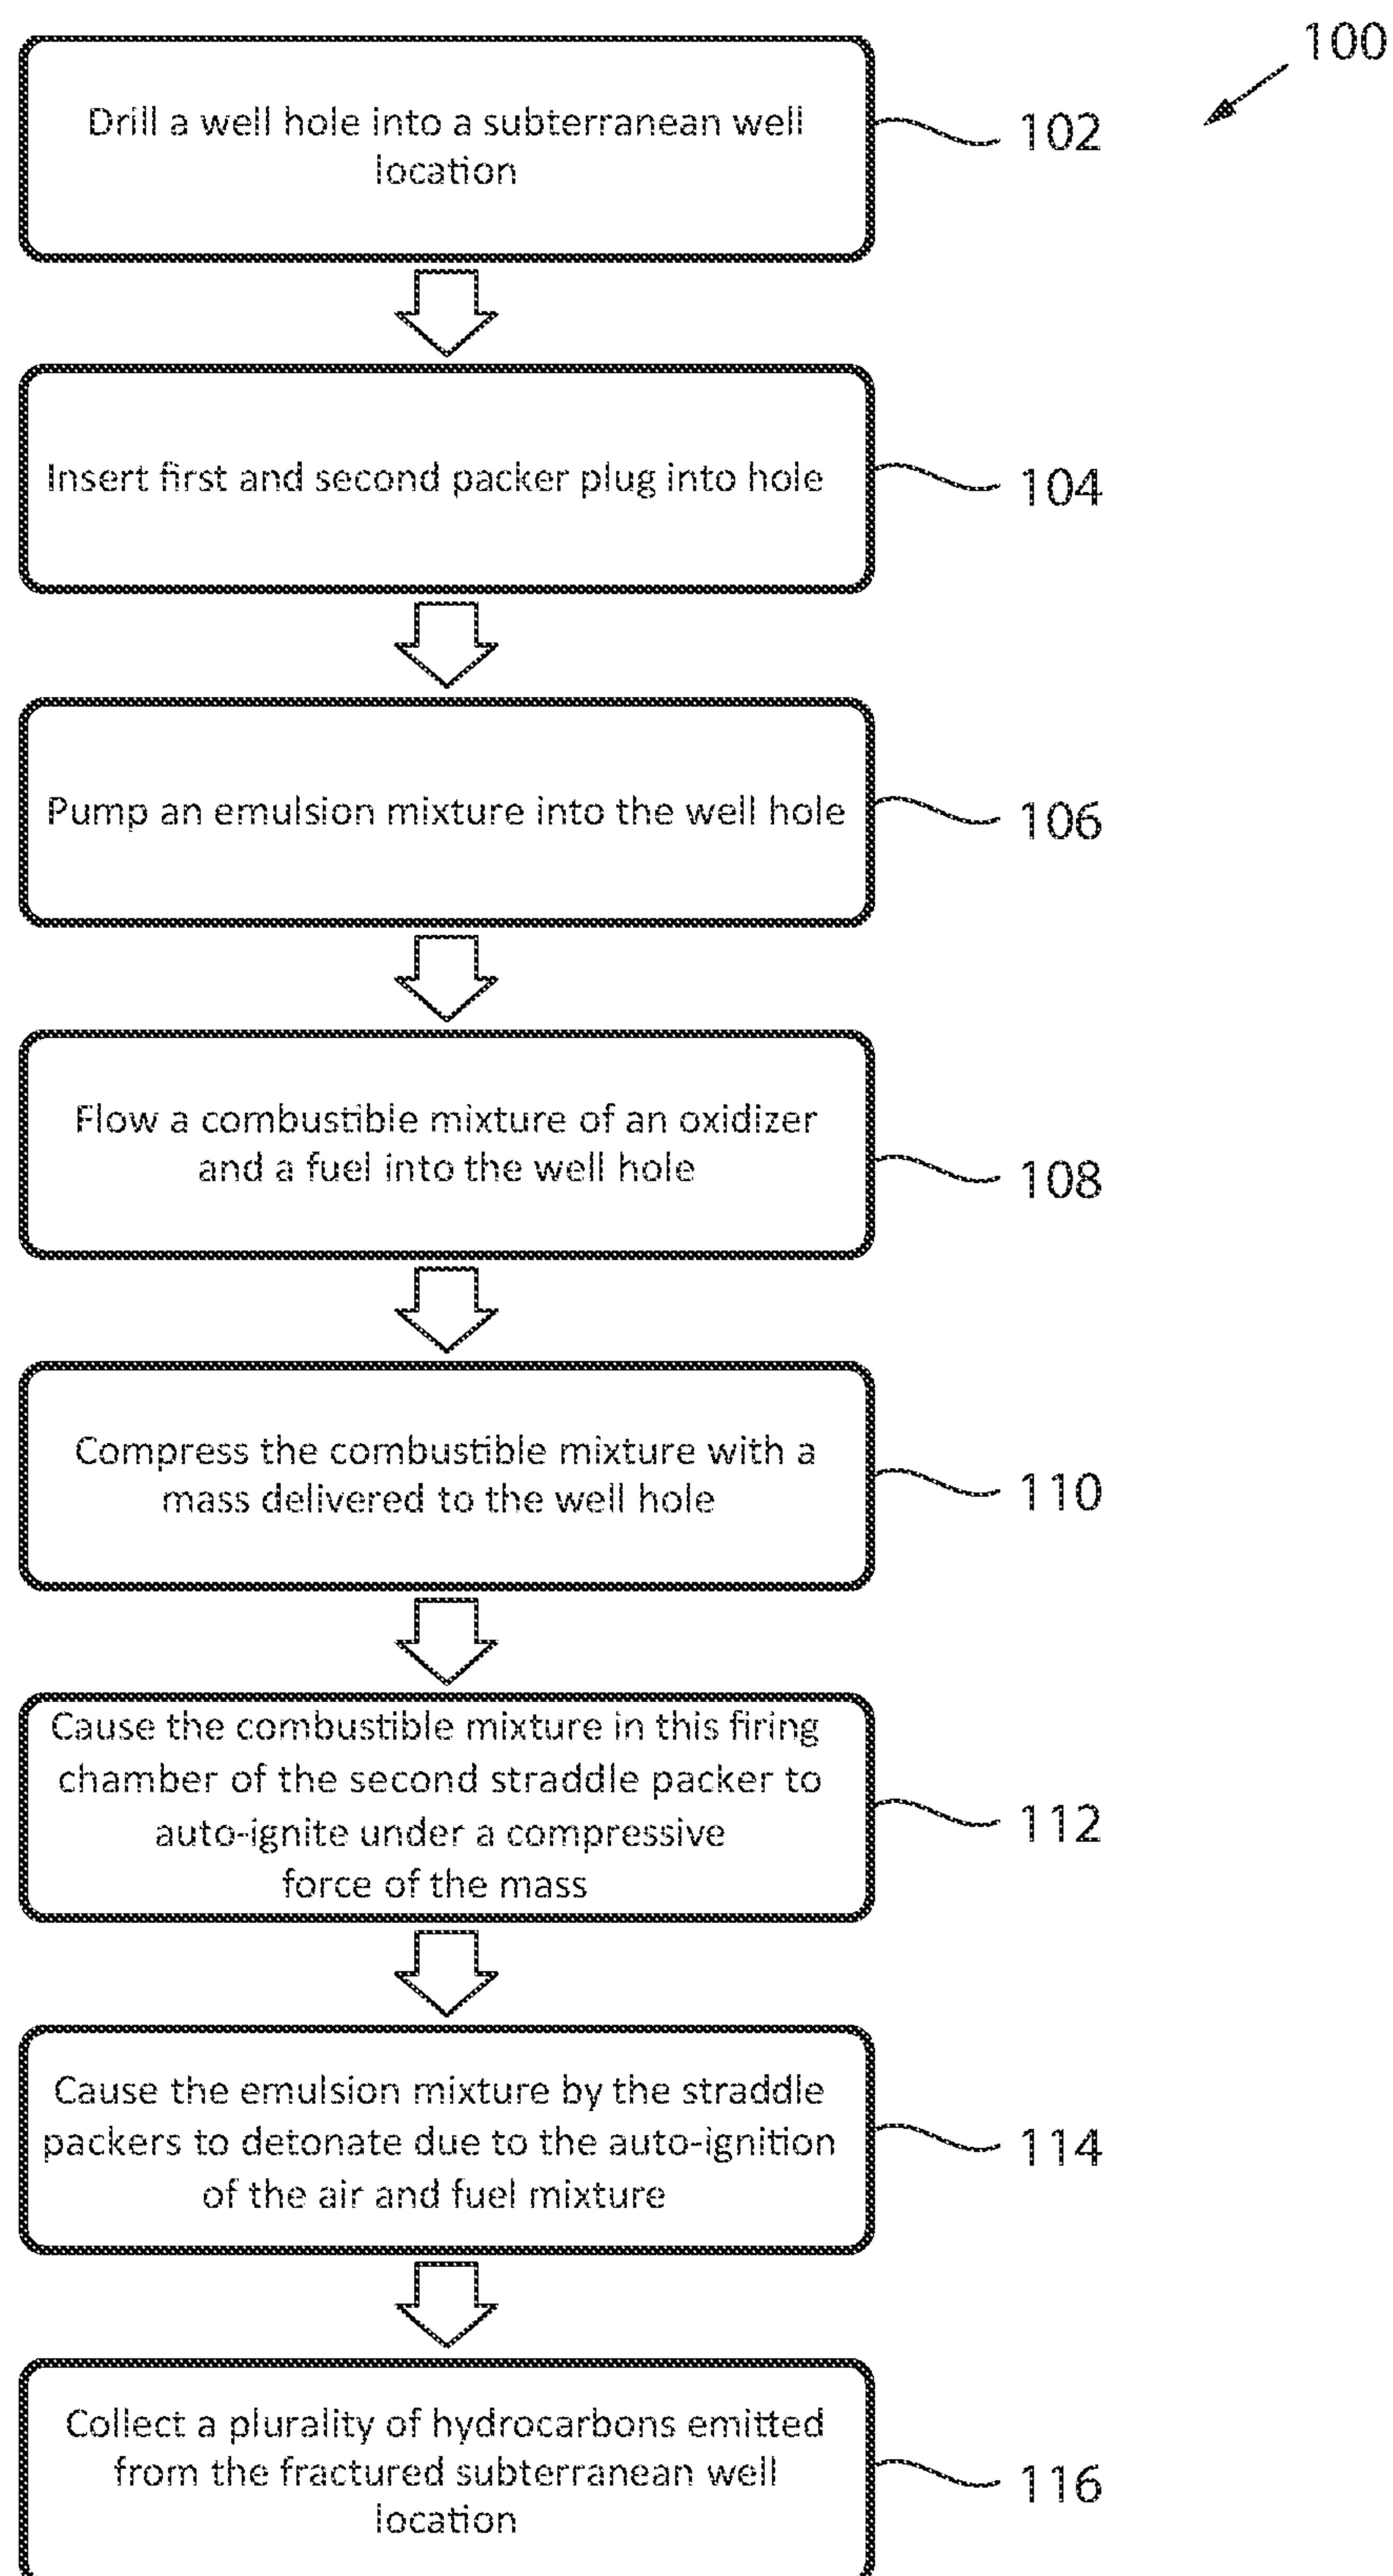 100
Drill a well hole into a subterranean well
location
102
Insert first and second packer plug into hole
104
Pump an emulsion mixture into the well hole
106
Flow a combustible mixture of an oxidizer
and a fuel into the well hole
108
Compress the combustible mixture with a
mass delivered to the well hole
110
Cause the combustible mixture in this firing
chamber of the second straddle packer to
auto-ignite under a compressive
force of the mass
112
Cause the emulsion mixture by the straddle
packers to detonate due to the auto-ignition
of the air and fuel mixture
114
Collect a plurality of hydrocarbons emitted
from the fractured subterranean well
location
116